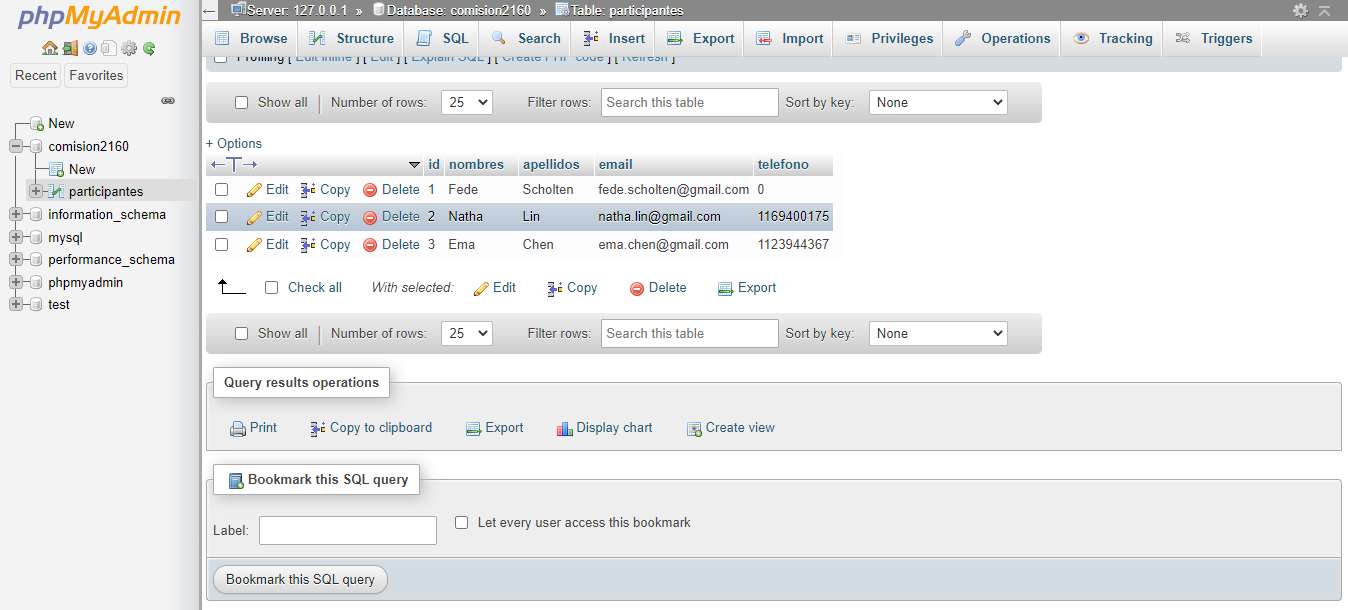 phpMyAdmin
Recent Favorites
New
comision2160
New
participantes
information_schema
mysql
performance_schema
phpmyadmin
test
Server: 127.0.0.1 » Database: comision2160 » Table: participantes
Browse Structure SQL Search Insert Export Import Privileges Operations Tracking Triggers
Profiling [ Edit inline ] [ Edit ] [ Explain SQL ] [ Create PHP code ] [ Refresh ]
Show all | Number of rows: 25 Filter rows: Search this table Sort by key: None
+ Options
←T→ id nombres apellidos email telefono
Edit Copy Delete 1 Fede Scholten fede.scholten@gmail.com 0
Edit Copy Delete 2 Natha Lin natha.lin@gmail.com 1169400175
Edit Copy Delete 3 Ema Chen ema.chen@gmail.com 1123944367
Check all With selected: Edit Copy Delete Export
Show all | Number of rows: 25 Filter rows: Search this table Sort by key: None
Query results operations
Print Copy to clipboard Export Display chart Create view
Bookmark this SQL query
Label: Let every user access this bookmark
Bookmark this SQL query